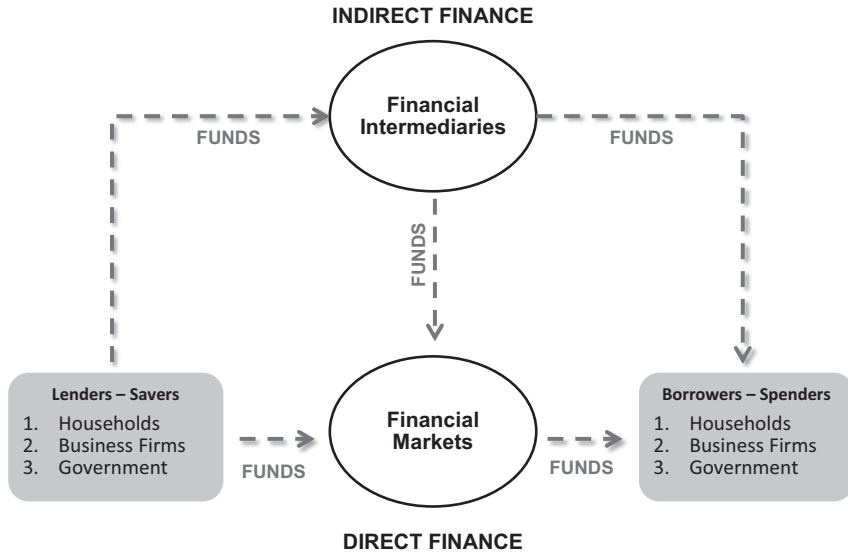 INDIRECT FINANCE
Financial
Intermediaries
FUNDS
FUNDS
FUNDS
Lenders – Savers
1. Households
2. Business Firms
3. Government
FUNDS
Financial
Markets
FUNDS
Borrowers – Spenders
1. Households
2. Business Firms
3. Government
DIRECT FINANCE